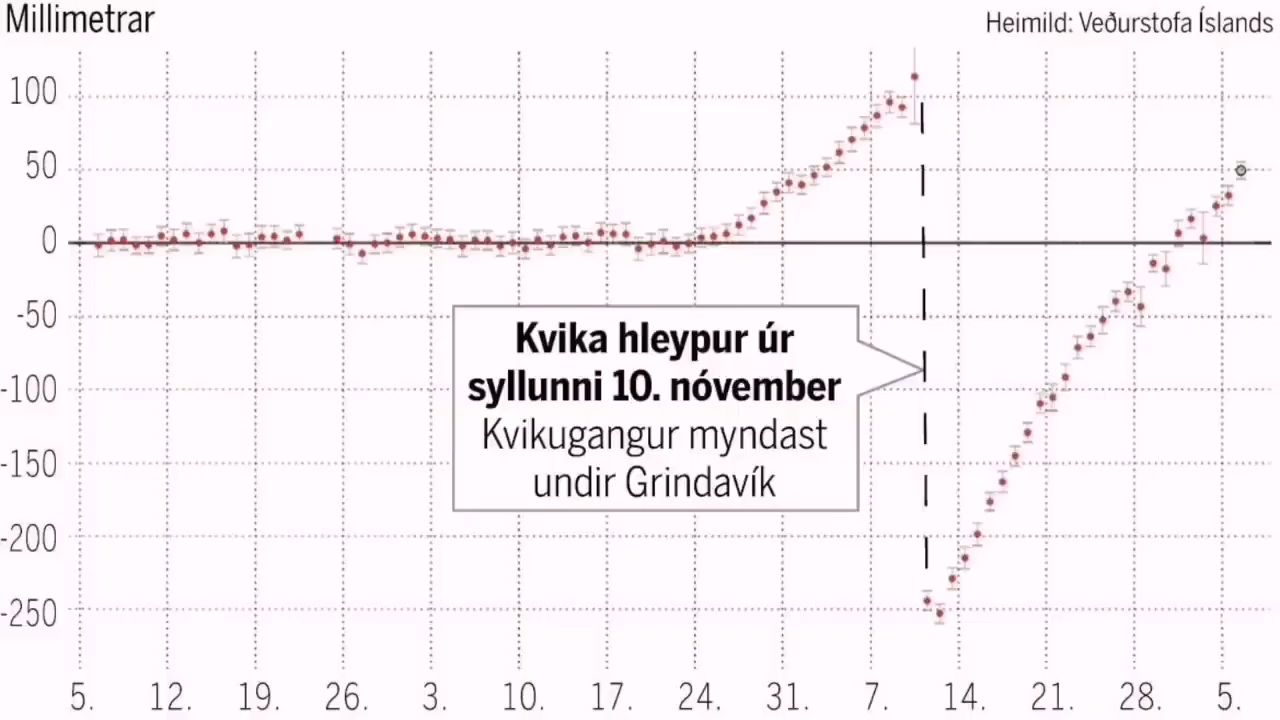 Millimetrar
Heimild: Veðurstofa Íslands
100
50
0
-50
-100
-150
-200
-250
Kvika hleypur úr
syllunni 10. nóvember
Kvikugangur myndast
undir Grindavík
5. 12. 19. 26. 3. 10. 17. 24. 31. 7. 14. 21. 28. 5.